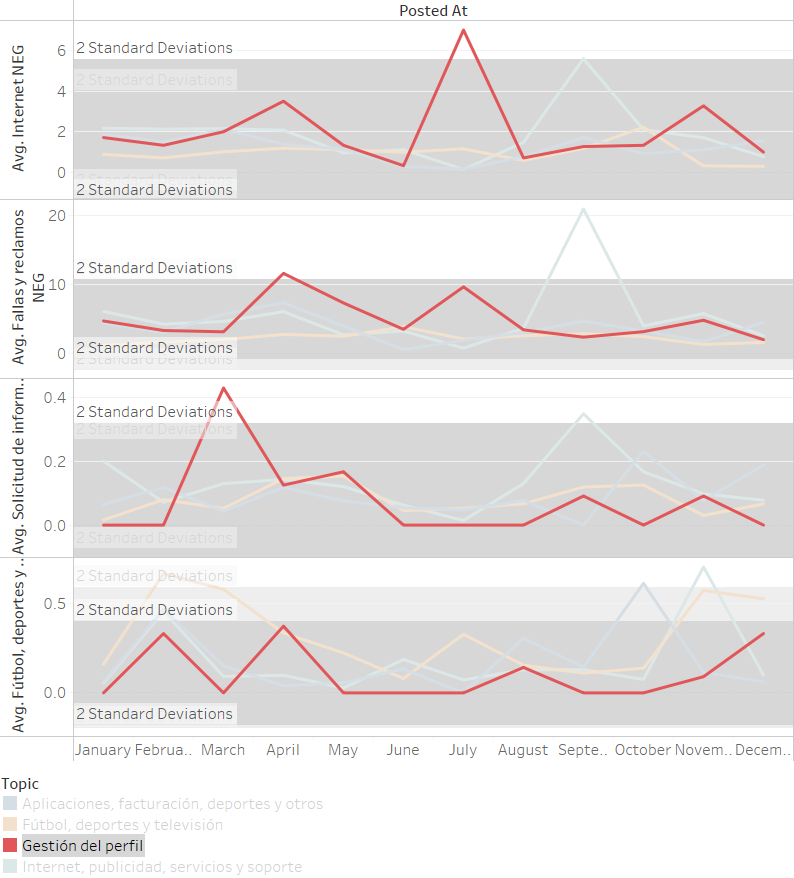 Posted At
Avg. Internet NEG
6
4
2
0
2 Standard Deviations
2 Standard Deviations
2 Standard Deviations
Avg. Fallas y reclamos
NEG
20
10
0
2 Standard Deviations
2 Standard Deviations
2 Standard Deviations
Avg. Solicitud de inform..
0.4
0.2
0.0
2 Standard Deviations
2 Standard Deviations
2 Standard Deviations
Avg. Fútbol, deportes y ..
0.5
0.0
2 Standard Deviations
2 Standard Deviations
2 Standard Deviations
January Februa.. March April May June July August Septe.. October Novem.. Decem..
Topic
Aplicaciones, facturación, deportes y otros
Fútbol, deportes y televisión
Gestión del perfil
Internet, publicidad, servicios y soporte